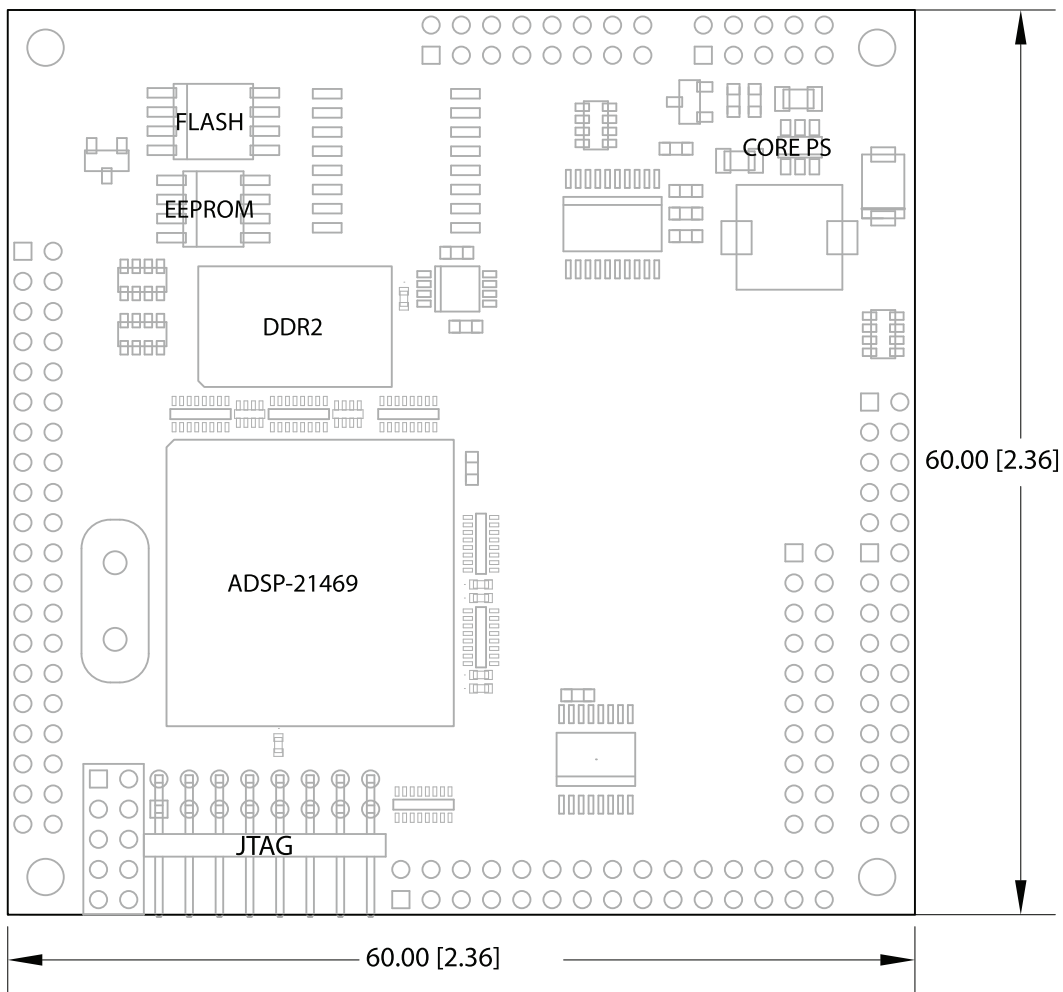 FLASH
CORE PS
EEPROM
DDR2
60.00 [2.36]
ADSP-21469
JTAG
60.00 [2.36]